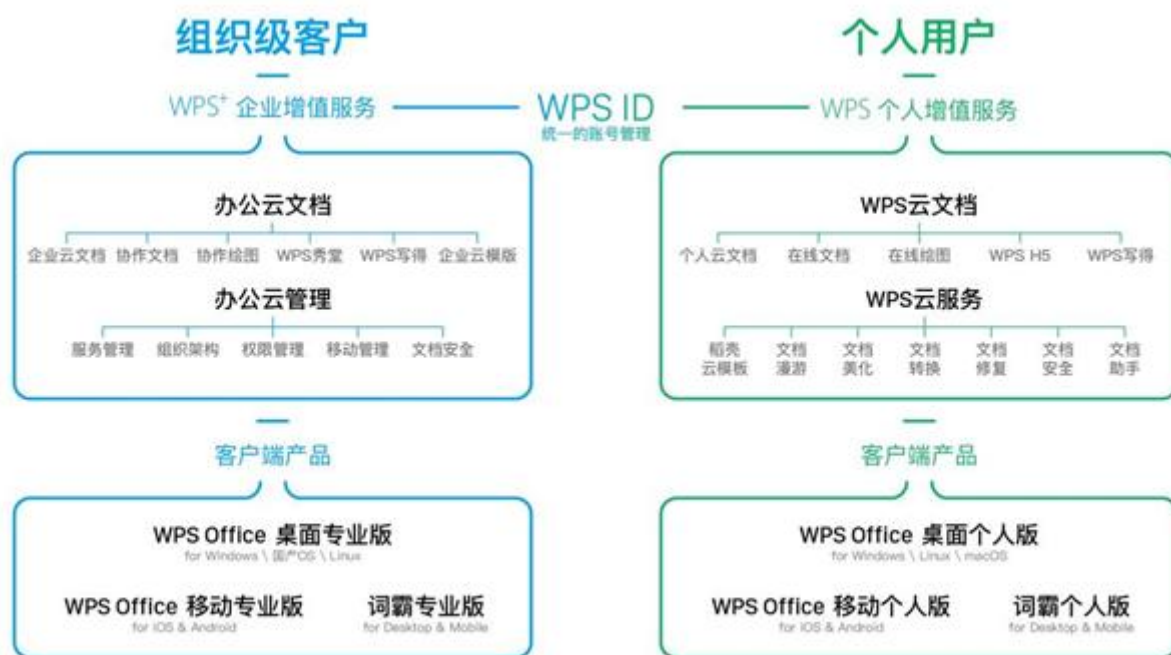 组织级客户
个人用户
WPS+ 企业增值服务
WPS ID
统一的账号管理
WPS 个人增值服务
办公云文档
企业云文档 协作文档 协作绘图 WPS秀堂 WPS写得 企业云模版
办公云管理
服务管理 组织架构 权限管理 移动管理 文档安全
WPS云文档
个人云文档 在线文档 在线绘图 WPS H5 WPS写得
WPS云服务
稻壳 文档 文档 文档 文档 文档 文档
云模板 漫游 美化 转换 修复 安全 助手
客户端产品
WPS Office 桌面专业版
for Windows \ 国产OS \ Linux
WPS Office 移动专业版 词霸专业版
for iOS & Android for Desktop & Mobile
客户端产品
WPS Office 桌面个人版
for Windows \ Linux \ macOS
WPS Office 移动个人版 词霸个人版
for iOS & Android for Desktop & Mobile